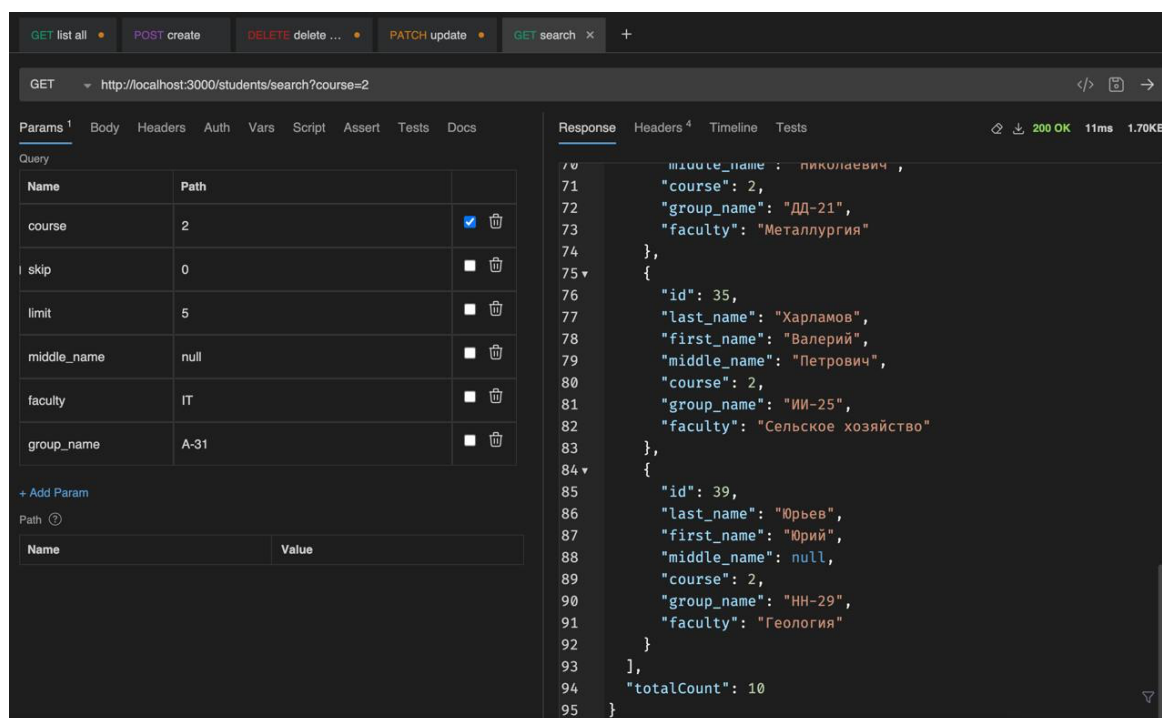 GET list all
POST create
DELETE delete ...
PATCH update
GET search
GET
http://localhost:3000/students/search?course=2
Params 1 Body Headers Auth Vars Script Assert Tests Docs
Query
Name Path
course 2
skip 0
limit 5
middle_name null
faculty IT
group_name A-31
+ Add Param
Path
Name Value
Response Headers 4 Timeline Tests 200 OK 11ms 1.70KB
70 "middle_name": "Николаевич",
71 "course": 2,
72 "group_name": "ДД-21",
73 "faculty": "Металлургия"
74 },
75 {
76 "id": 35,
77 "last_name": "Харламов",
78 "first_name": "Валерий",
79 "middle_name": "Петрович",
80 "course": 2,
81 "group_name": "ИИ-25",
82 "faculty": "Сельское хозяйство"
83 },
84 {
85 "id": 39,
86 "last_name": "Юрьев",
87 "first_name": "Юрий",
88 "middle_name": null,
89 "course": 2,
90 "group_name": "НН-29",
91 "faculty": "Геология"
92 }
93 ],
94 "totalCount": 10
95 }